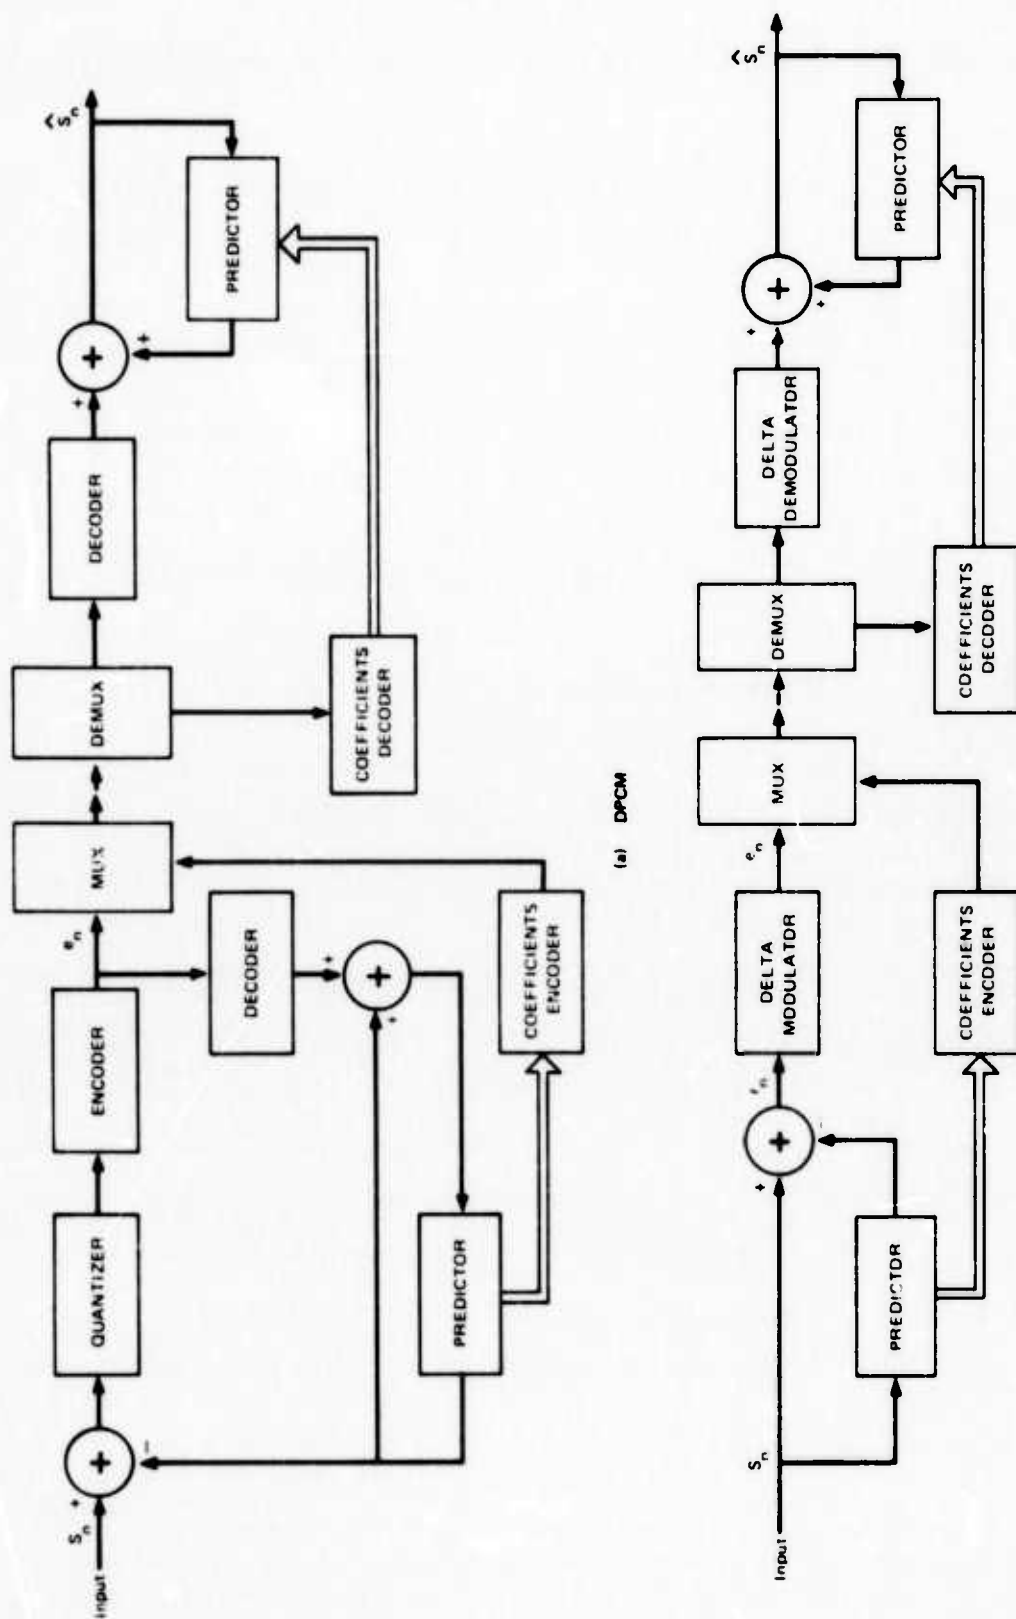 Input
S_n
+
−
+
QUANTIZER
ENCODER
e_n
MUX
DEMUX
DECODER
+
+
+
Ŝ_n
DECODER
+
+
+
PREDICTOR
PREDICTOR
COEFFICIENTS
ENCODER
COEFFICIENTS
DECODER
(a) DPCM
Input
S_n
+
+
-
r_n
DELTA
MODULATOR
e_n
MUX
DEMUX
DELTA
DEMODULATOR
+
+
+
Ŝ_n
PREDICTOR
PREDICTOR
COEFFICIENTS
ENCODER
COEFFICIENTS
DECODER